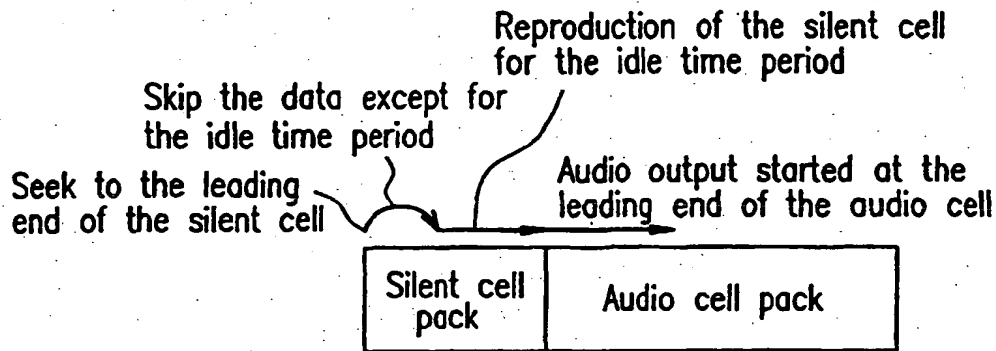 Reproduction of the silent cell
for the idle time period
Skip the data except for
the idle time period
Seek to the leading
end of the silent cell
Audio output started at the
leading end of the audio cell
Silent cell
pack
Audio cell pack